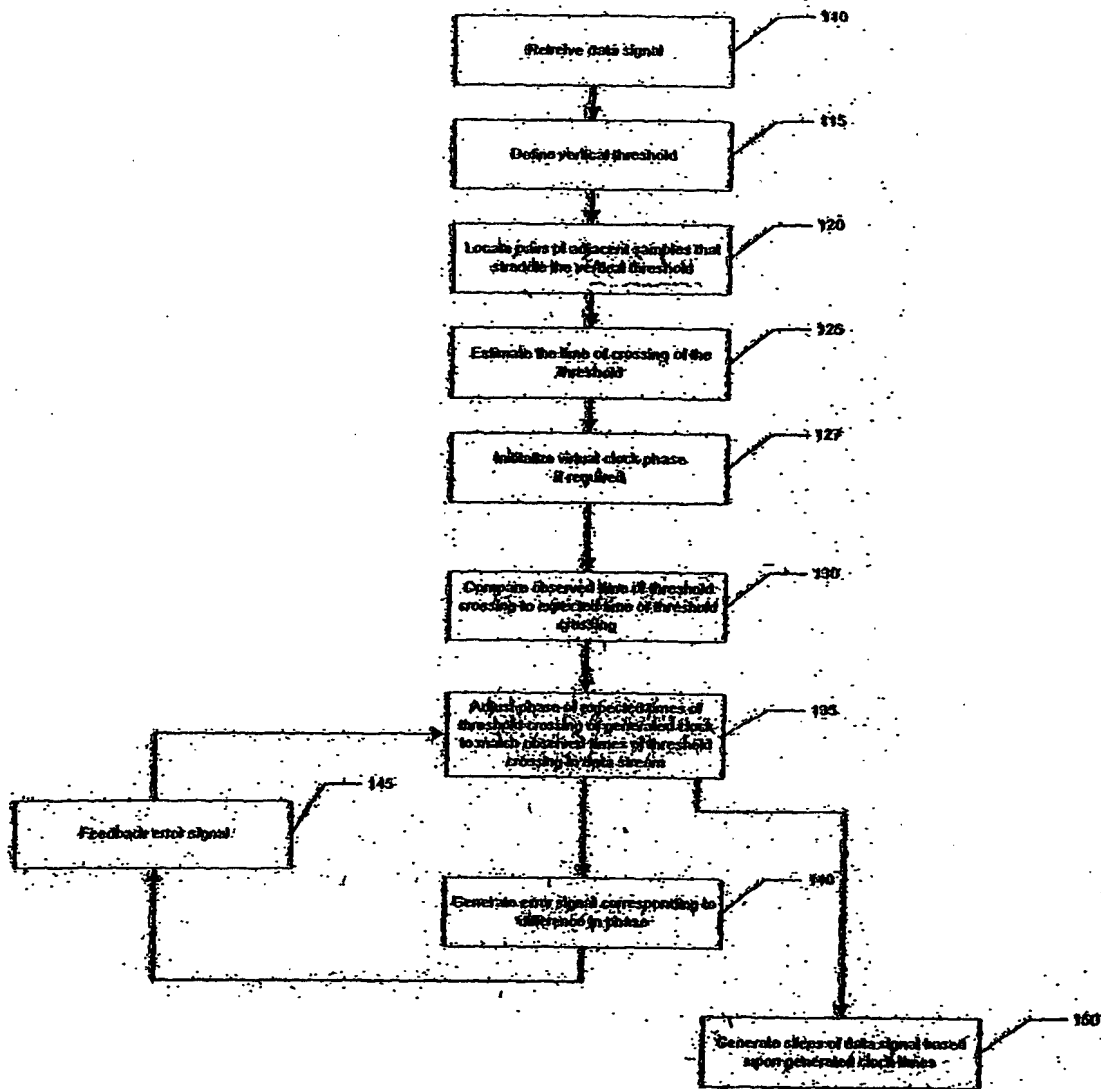 110
Retreive data signal
115
Define vertical threshold
120
Locate pairs of adjacent samples that
straddle the vertical threshold
125
Estimate the time of crossing of the
threshold
127
Initialize virtual clock phase
if required
130
Compare observed time of threshold
crossing to expected time of threshold
crossing
135
Adjust phase of expected times of
threshold crossing of generated clock
to match observed times of threshold
crossing in data stream
145
Feedback error signal
140
Generate error signal corresponding to
difference in phase
150
Generate slices of data signal based
upon generated clock times